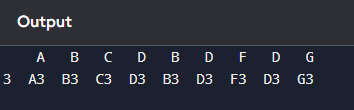 Output
A B C D B D F D G
3 A3 B3 C3 D3 B3 D3 F3 D3 G3